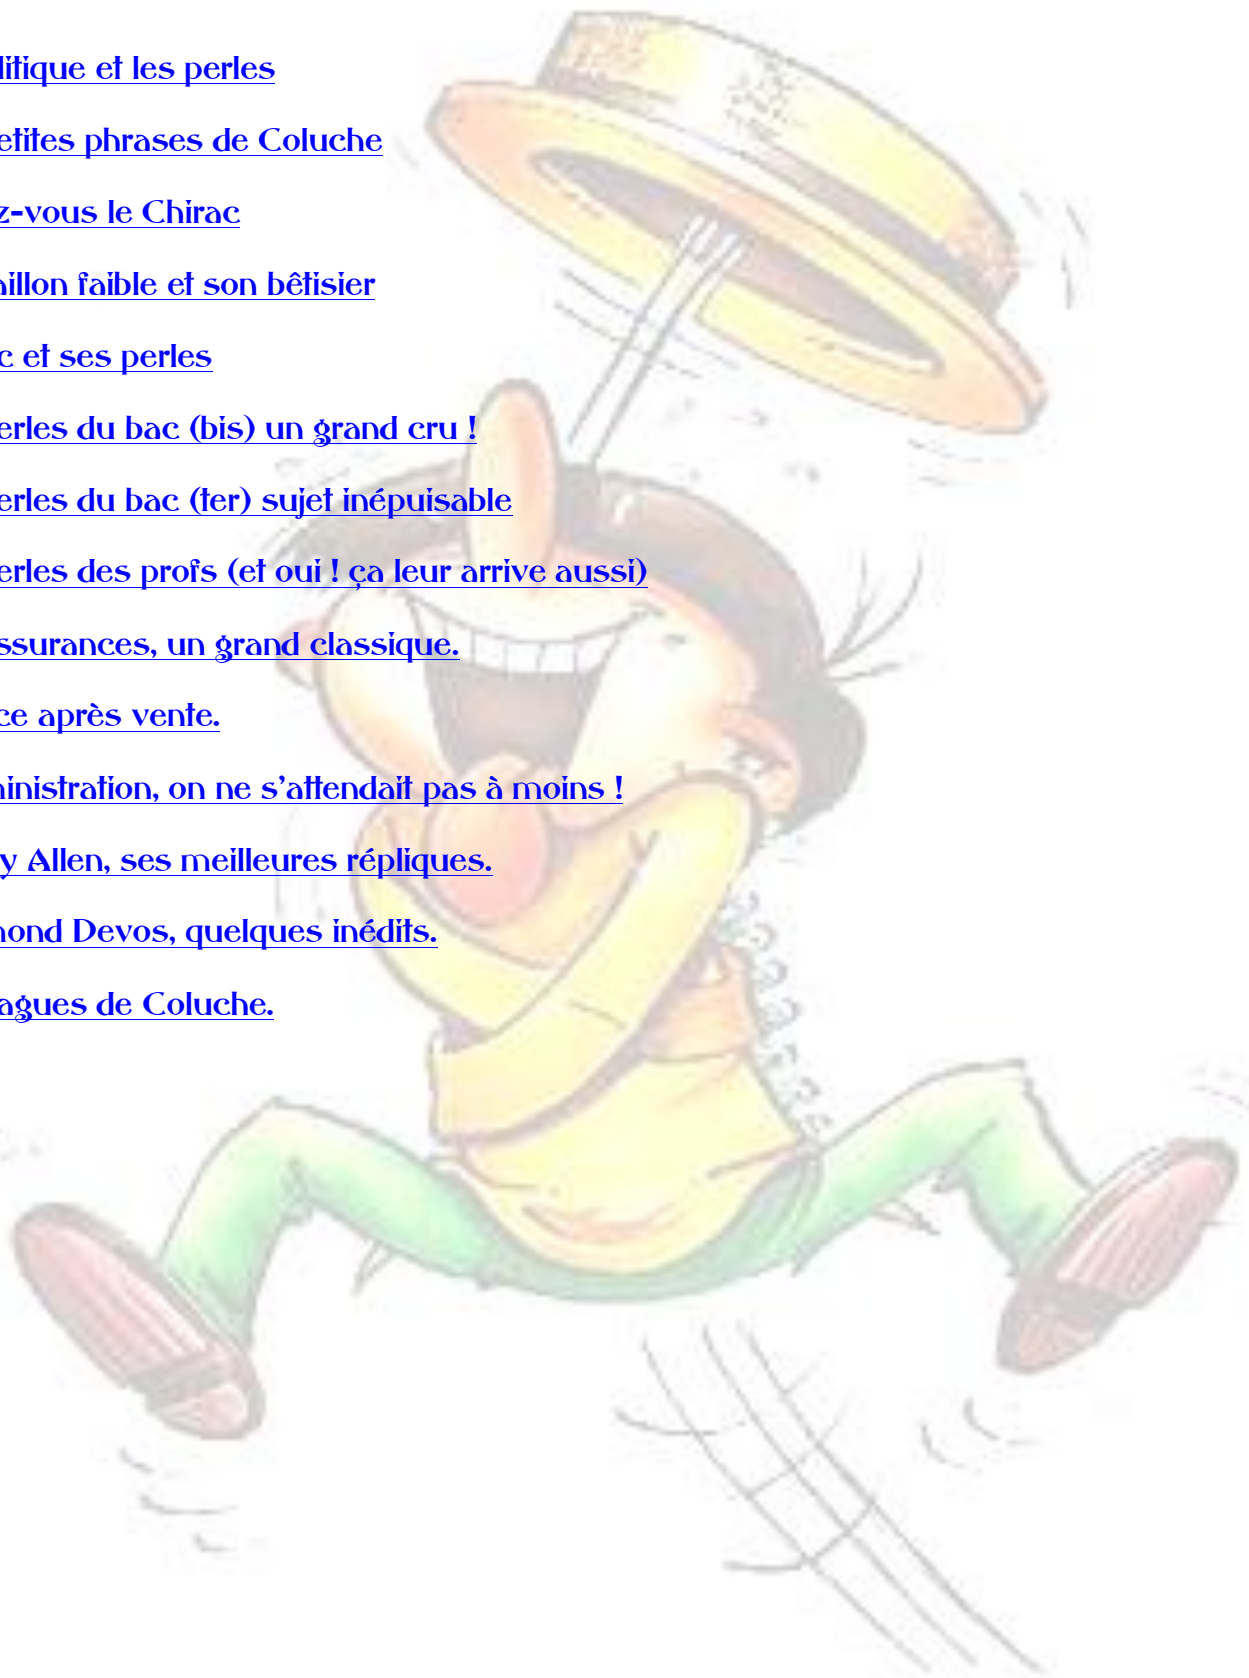 litique et les perles
etites phrases de Coluche
z-vous le Chirac
aillon faible et son bêtisier
c et ses perles
erles du bac (bis) un grand cru !
erles du bac (ter) sujet inépuisable
erles des profs (et oui ! ça leur arrive aussi)
ssurances, un grand classique.
ce après vente.
inistration, on ne s'attendait pas à moins !
y Allen, ses meilleures répliques.
ond Devos, quelques inédits.
agues de Coluche.